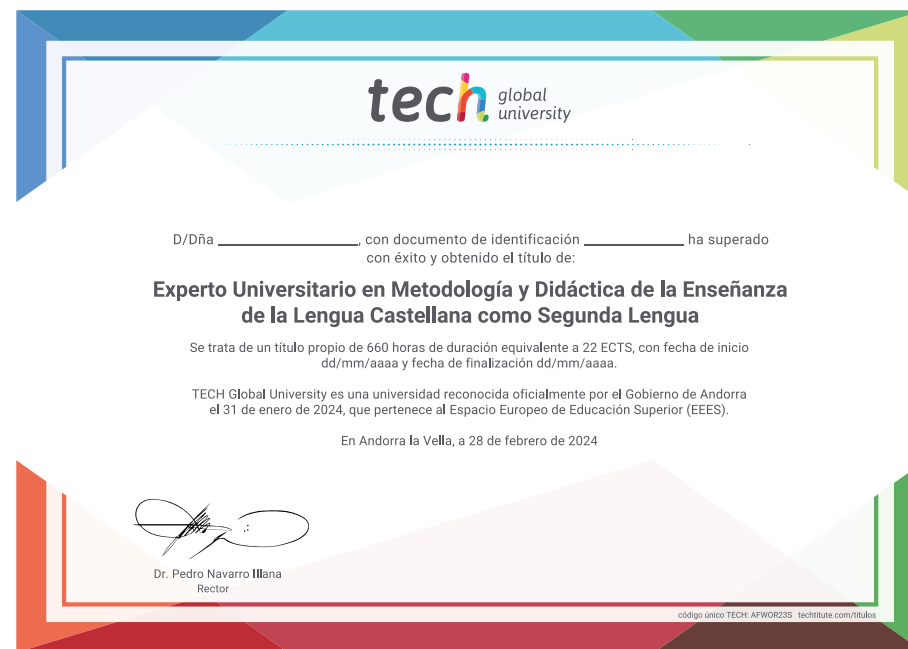 tech global university
D/Dña ____________________, con documento de identificación ______________ ha superado
con éxito y obtenido el título de:
Experto Universitario en Metodología y Didáctica de la Enseñanza
de la Lengua Castellana como Segunda Lengua
Se trata de un título propio de 660 horas de duración equivalente a 22 ECTS, con fecha de inicio
dd/mm/aaaa y fecha de finalización dd/mm/aaaa.
TECH Global University es una universidad reconocida oficialmente por el Gobierno de Andorra
el 31 de enero de 2024, que pertenece al Espacio Europeo de Educación Superior (EEES).
En Andorra la Vella, a 28 de febrero de 2024
Dr. Pedro Navarro Illana
Rector
código único TECH: AFWOR23S techtitute.com/titulos